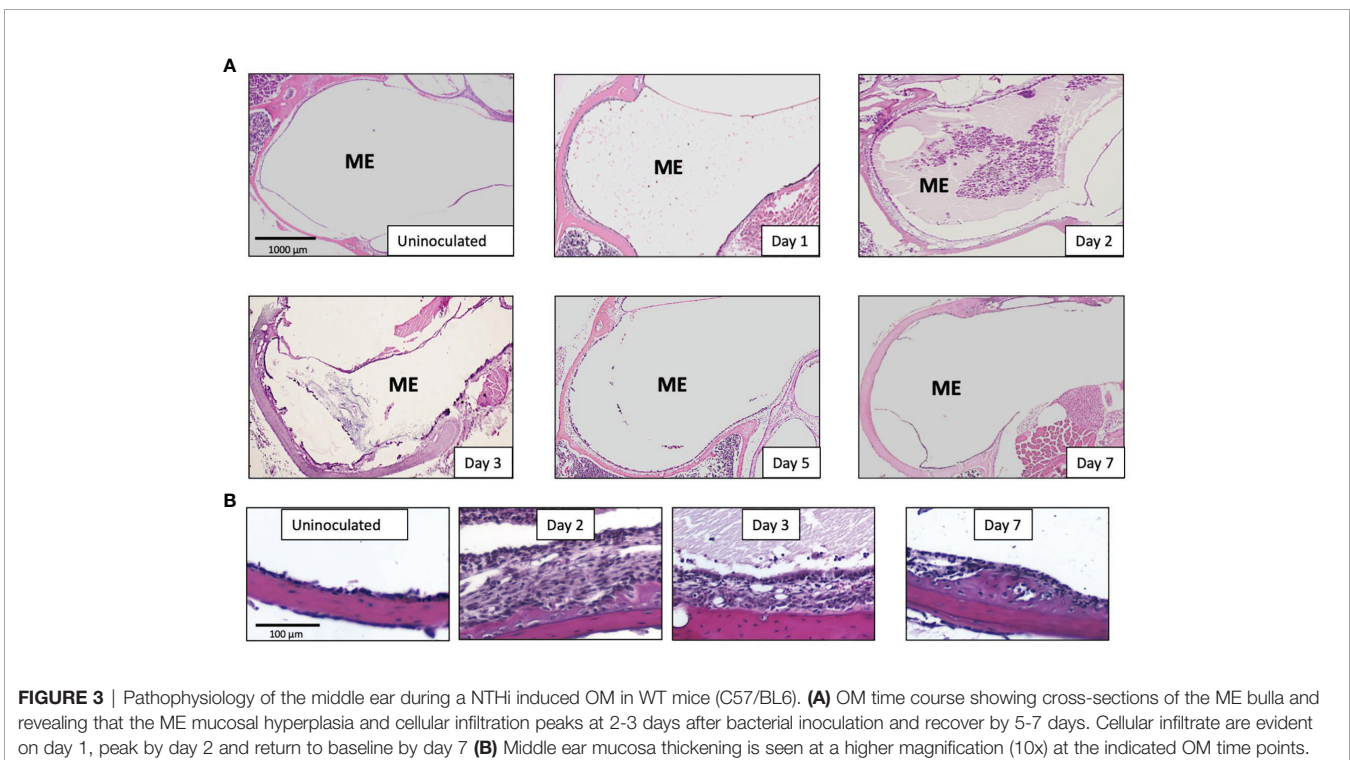 A
ME
ME
ME
1000 µm
Uninoculated
Day 1
Day 2
ME
ME
ME
Day 3
Day 5
Day 7
B
Uninoculated
Day 2
Day 3
Day 7
100 µm
FIGURE 3 | Pathophysiology of the middle ear during a NTHi induced OM in WT mice (C57/BL6). (A) OM time course showing cross-sections of the ME bulla and
revealing that the ME mucosal hyperplasia and cellular infiltration peaks at 2-3 days after bacterial inoculation and recover by 5-7 days. Cellular infiltrate are evident
on day 1, peak by day 2 and return to baseline by day 7 (B) Middle ear mucosa thickening is seen at a higher magnification (10x) at the indicated OM time points.